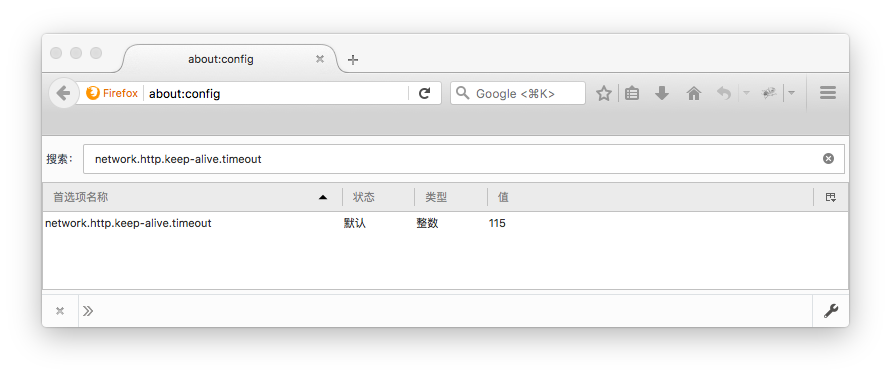 about:config
Firefox about:config Google <⌘K>
搜索: network.http.keep-alive.timeout
首选项名称 状态 类型 值
network.http.keep-alive.timeout 默认 整数 115